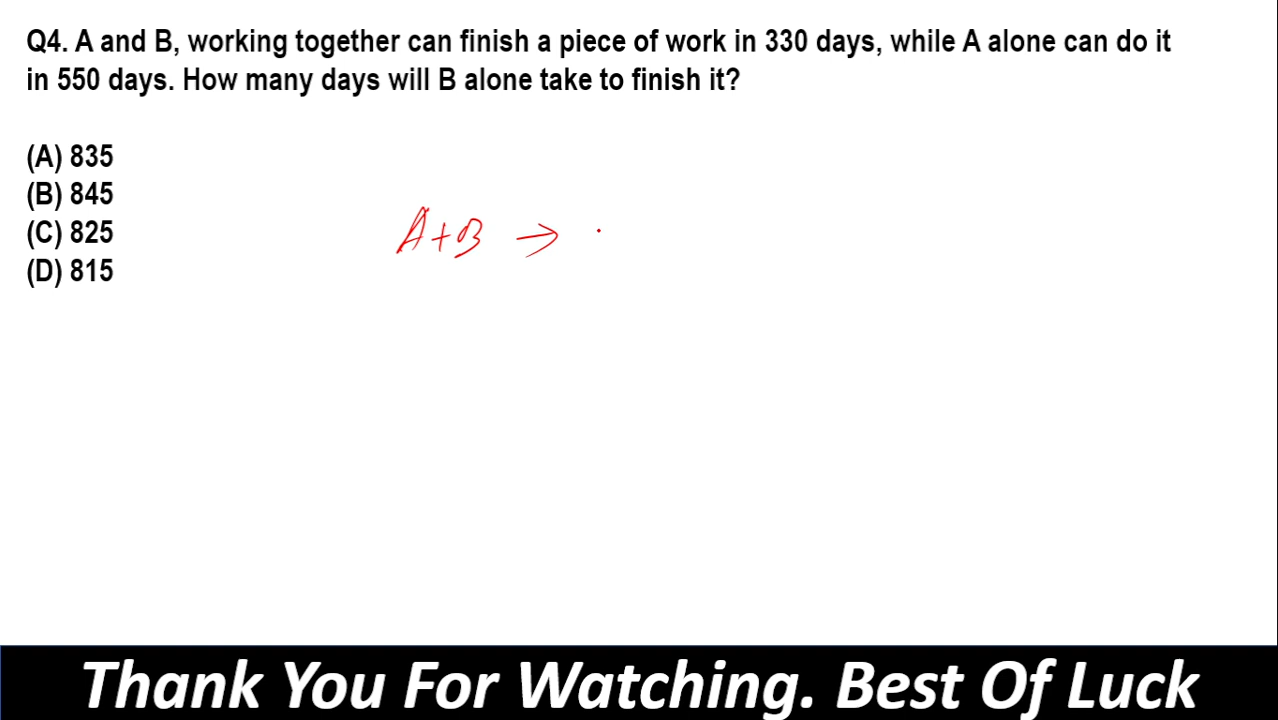 Q4. A and B, working together can finish a piece of work in 330 days, while A alone can do it
in 550 days. How many days will B alone take to finish it?
(A) 835
(B) 845
(C) 825
(D) 815
A+B →
Thank You For Watching. Best Of Luck